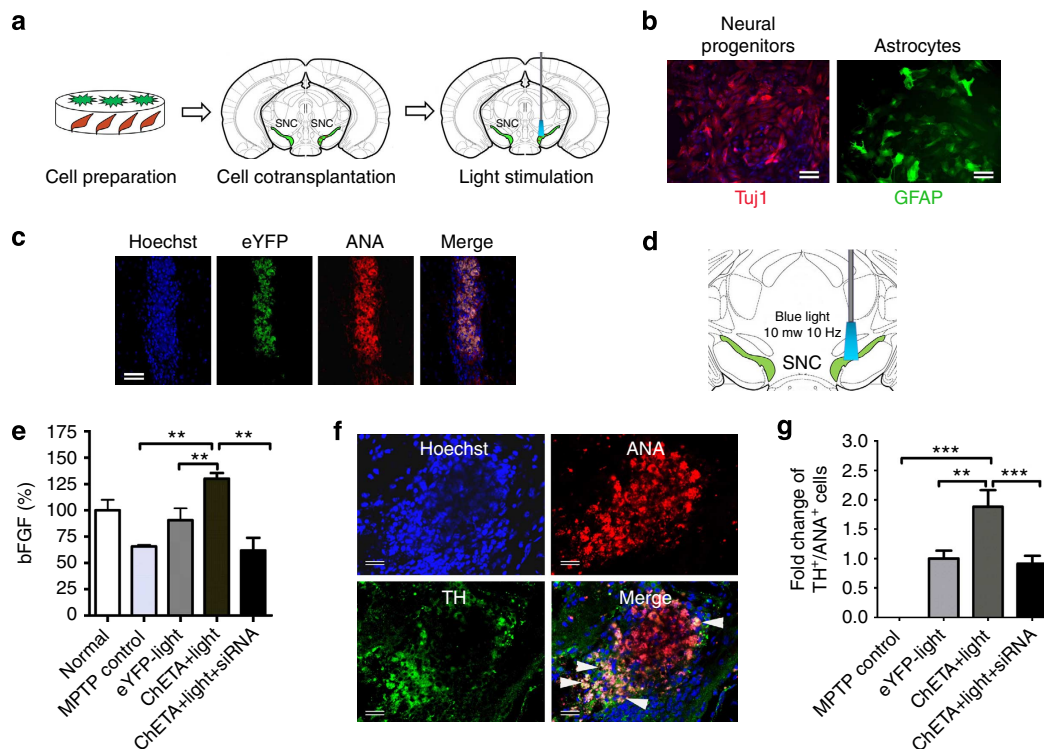 a
SNC
SNC
SNC
Cell preparation
Cell cotransplantation
Light stimulation
b
Neural
progenitors
Astrocytes
Tuj1
GFAP
c
Hoechst
eYFP
ANA
Merge
d
Blue light
10 mw 10 Hz
SNC
e
bFGF (%)
175
150
125
100
75
50
25
0
**
**
**
Normal
MPTP control
eYFP-light
ChETA+light
ChETA+light+siRNA
f
Hoechst
ANA
TH
Merge
g
Fold change of
TH+/ANA+ cells
3.0
2.5
2.0
1.5
1.0
0.5
0.0
***
**
***
MPTP control
eYFP-light
ChETA+light
ChETA+light+siRNA